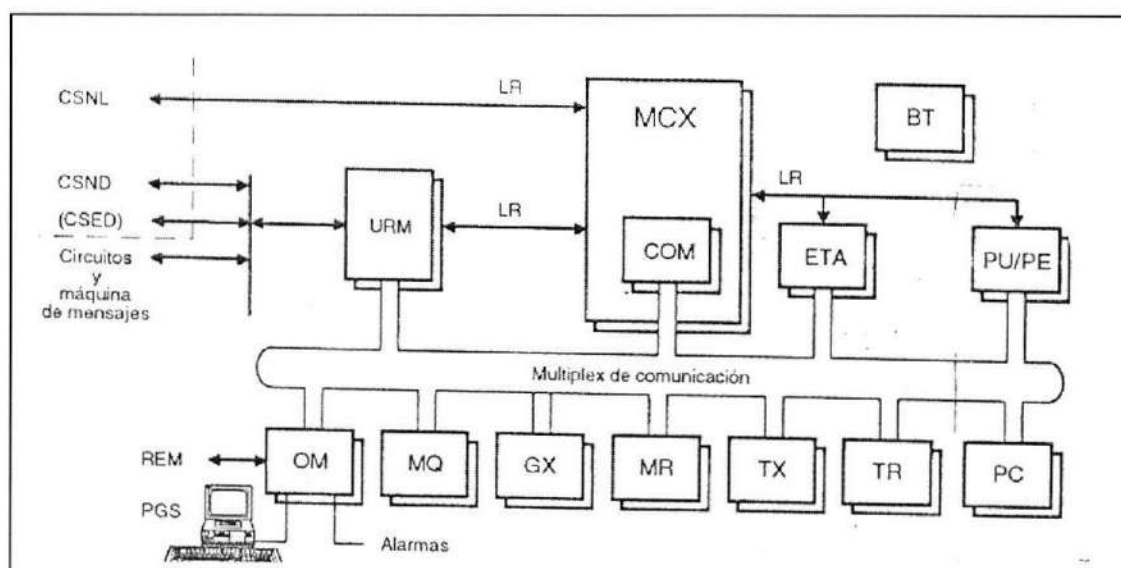 CSNL
LR
MCX
BT
CSND
(CSED)
Circuitos
y
máquina
de mensajes
URM
LR
COM
LR
ETA
PU/PE
Multiplex de comunicación
REM
OM
MQ
GX
MR
TX
TR
PC
PGS
Alarmas